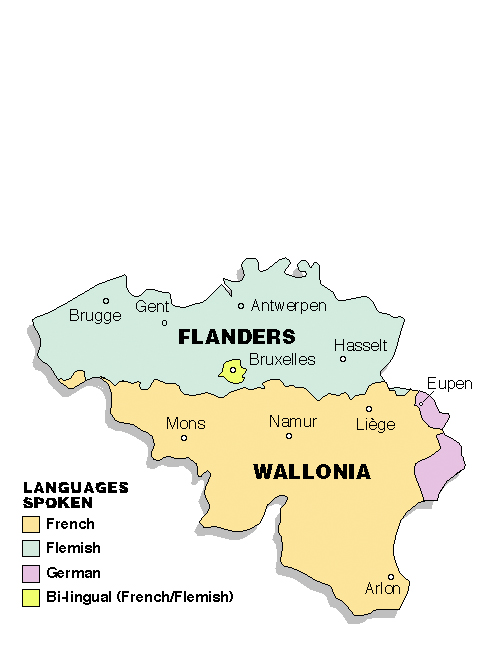 Brugge
Gent
Antwerpen
FLANDERS
Hasselt
Bruxelles
Eupen
Mons
Namur
Liège
WALLONIA
Arlon
LANGUAGES
SPOKEN
French
Flemish
German
Bi-lingual (French/Flemish)